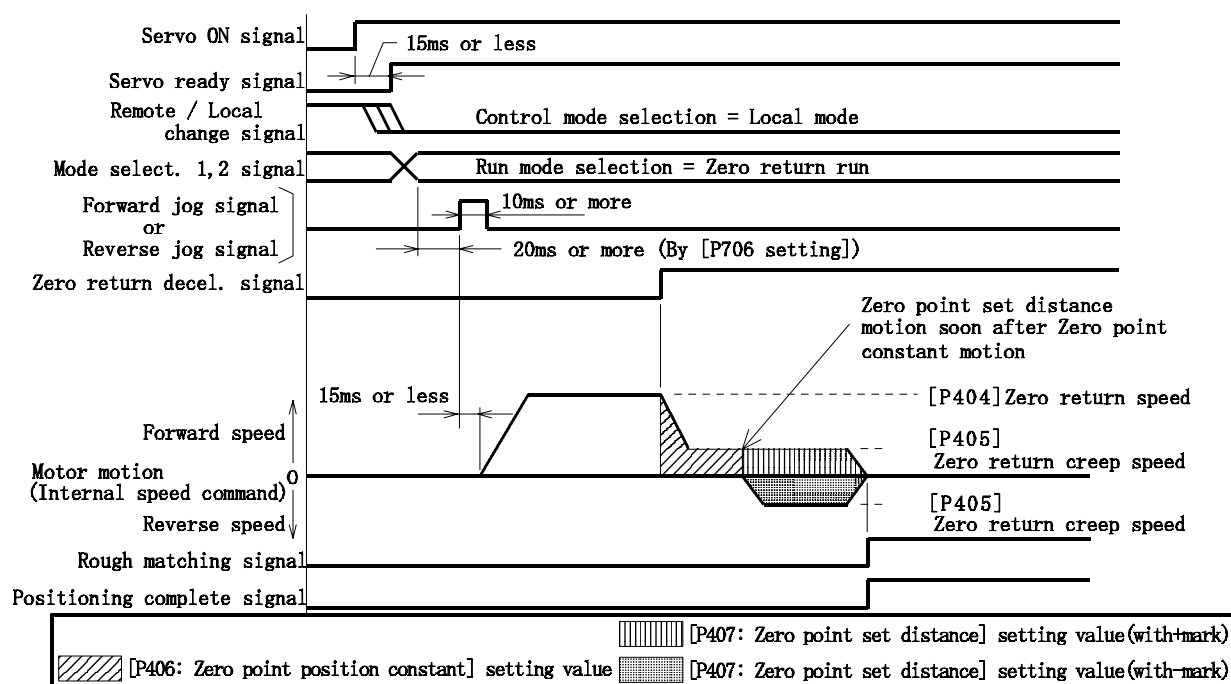 Servo ON signal
15ms or less
Servo ready signal
Remote / Local
change signal
Control mode selection = Local mode
Mode select. 1,2 signal
Run mode selection = Zero return run
Forward jog signal
or
Reverse jog signal
10ms or more
20ms or more (By [P706 setting])
Zero return decel. signal
Zero point set distance
motion soon after Zero point
constant motion
15ms or less
[P404]Zero return speed
Forward speed
[P405]
Zero return creep speed
Motor motion
(Internal speed command)
0
Reverse speed
[P405]
Zero return creep speed
Rough matching signal
Positioning complete signal
[P407: Zero point set distance] setting value(with+mark)
[P406: Zero point position constant] setting value
[P407: Zero point set distance] setting value(with-mark)